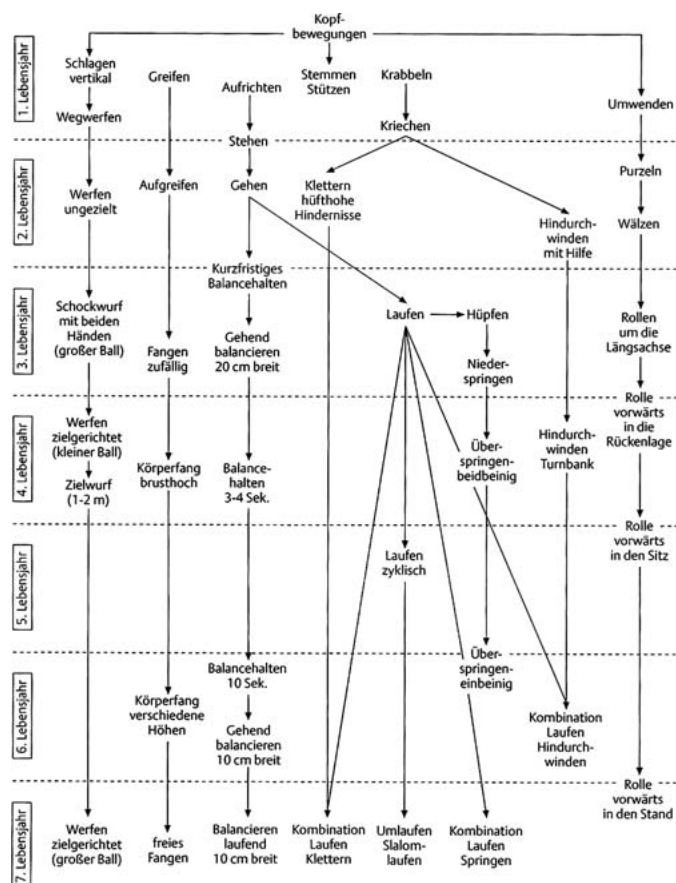 Kopf-
bewegungen
1. Lebensjahr
Schlagen
vertikal
Greifen
Aufrichten
Stemmen
Stützen
Krabbeln
Umwenden
Wegwerfen
Kriechen
Stehen
2. Lebensjahr
Werfen
ungezielt
Aufgreifen
Gehen
Klettern
hüfthohe
Hindernisse
Purzeln
Hindurch-
winden
mit Hilfe
Wälzen
Kurzfristiges
Balancehalten
3. Lebensjahr
Schockwurf
mit beiden
Händen
(großer Ball)
Fangen
zufällig
Gehend
balancieren
20 cm breit
Laufen
Hüpfen
Rollen
um die
Längsachse
Nieder-
springen
Rolle
vorwärts
in die
Rückenlage
4. Lebensjahr
Werfen
zielgerichtet
(kleiner Ball)
Zielwurf
(1-2 m)
Körperfang
brusthoch
Balance-
halten
3-4 Sek.
Über-
springen-
beidbeinig
Hindurch-
winden
Turnbank
Rolle
vorwärts
in den Sitz
5. Lebensjahr
Laufen
zyklisch
Über-
springen-
einbeinig
6. Lebensjahr
Balancehalten
10 Sek.
Körperfang
verschiedene
Höhen
Gehend
balancieren
10 cm breit
Kombination
Laufen
Hindurch-
winden
Rolle
vorwärts
in den Stand
7. Lebensjahr
Werfen
zielgerichtet
(großer Ball)
freies
Fangen
Balancieren
laufend
10 cm breit
Kombination
Laufen
Klettern
Umlaufen
Slalom-
laufen
Kombination
Laufen
Springen